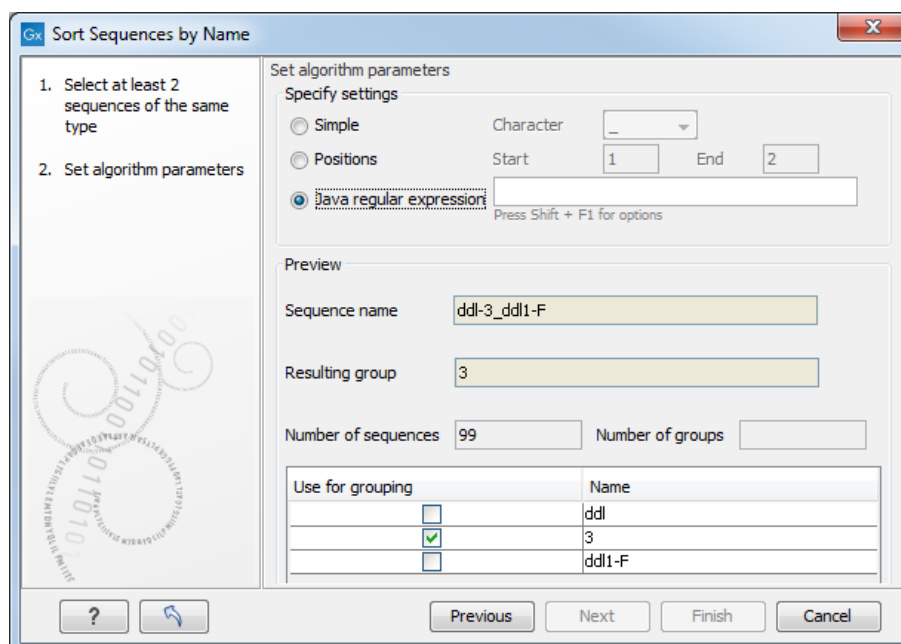 Gx Sort Sequences by Name X
1. Select at least 2
sequences of the same
type
2. Set algorithm parameters
Set algorithm parameters
Specify settings
Simple Character _
Positions Start 1 End 2
Java regular expression
Press Shift + F1 for options
Preview
Sequence name ddl-3_ddl1-F
Resulting group 3
Number of sequences 99 Number of groups
Use for grouping Name
ddl
3
ddl1-F
? Previous Next Finish Cancel